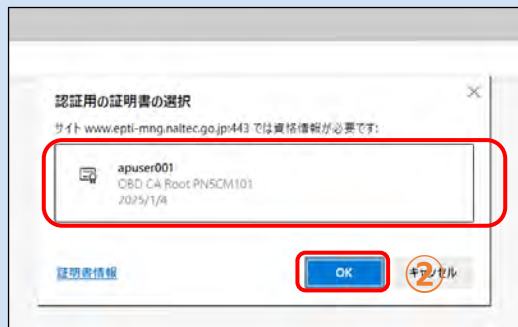 認証用の証明書の選択
サイト www.epti-mng.naltec.go.jp:443 では資格情報が必要です:
apuser001
OBD CA Root PNSCM101
2025/1/4
証明書情報
OK
②
キャンセル